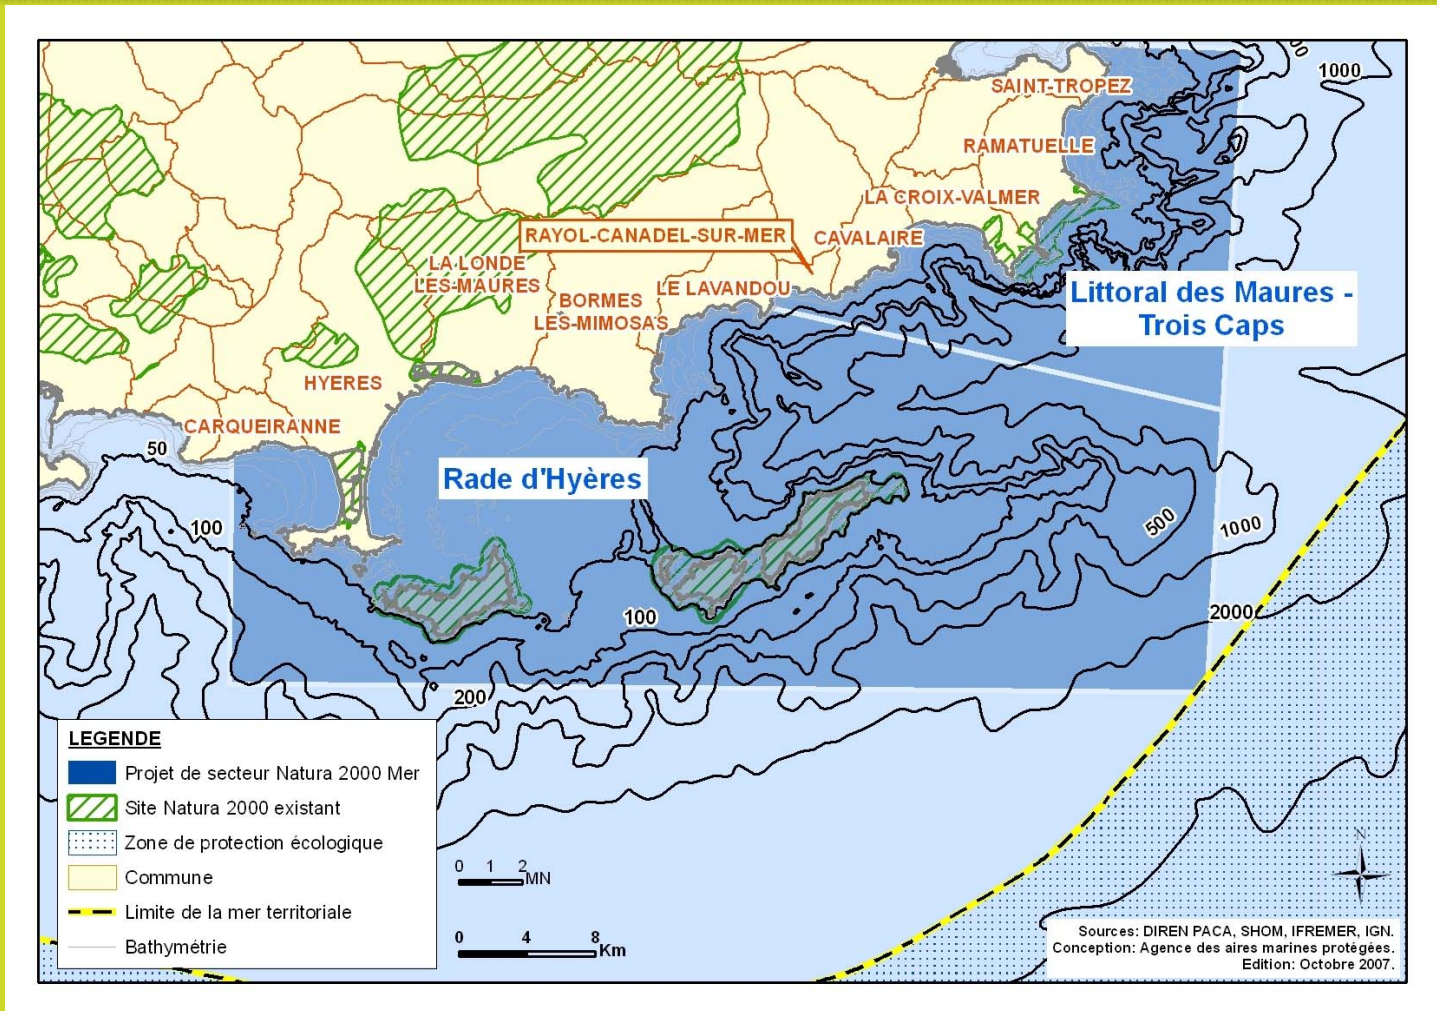 1000
SAINT-TROPEZ
RAMATUELLE
LA CROIX-VALMER
RAYOL-CANADEL-SUR-MER
CAVALAIRE
LA LONDE
LES-MAURES
LE LAVANDOU
BORMES
LES-MIMOSAS
Littoral des Maures -
Trois Caps
HYERES
CARQUEIRANNE
50
Rade d'Hyères
100
500
1000
2000
100
200
LEGENDE
Projet de secteur Natura 2000 Mer
Site Natura 2000 existant
Zone de protection écologique
Commune
Limite de la mer territoriale
Bathymétrie
0 1 2
MN
0 4 8
Km
N
Sources: DIREN PACA, SHOM, IFREMER, IGN.
Conception: Agence des aires marines protégées.
Edition: Octobre 2007.